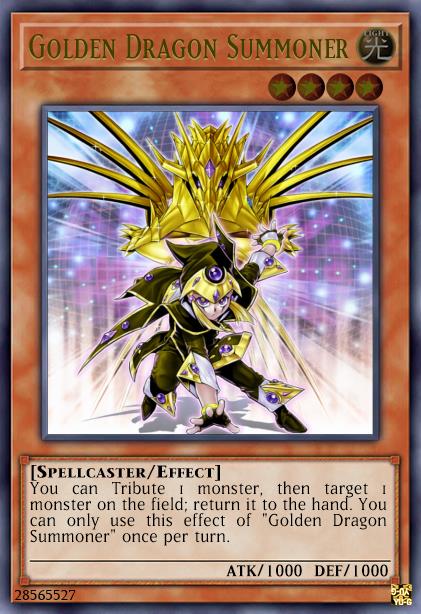 GOLDEN DRAGON SUMMONER
LIGHT
光
[SPELLCASTER/EFFECT]
You can Tribute 1 monster, then target 1
monster on the field; return it to the hand. You
can only use this effect of "Golden Dragon
Summoner" once per turn.
ATK/1000 DEF/1000
28565527